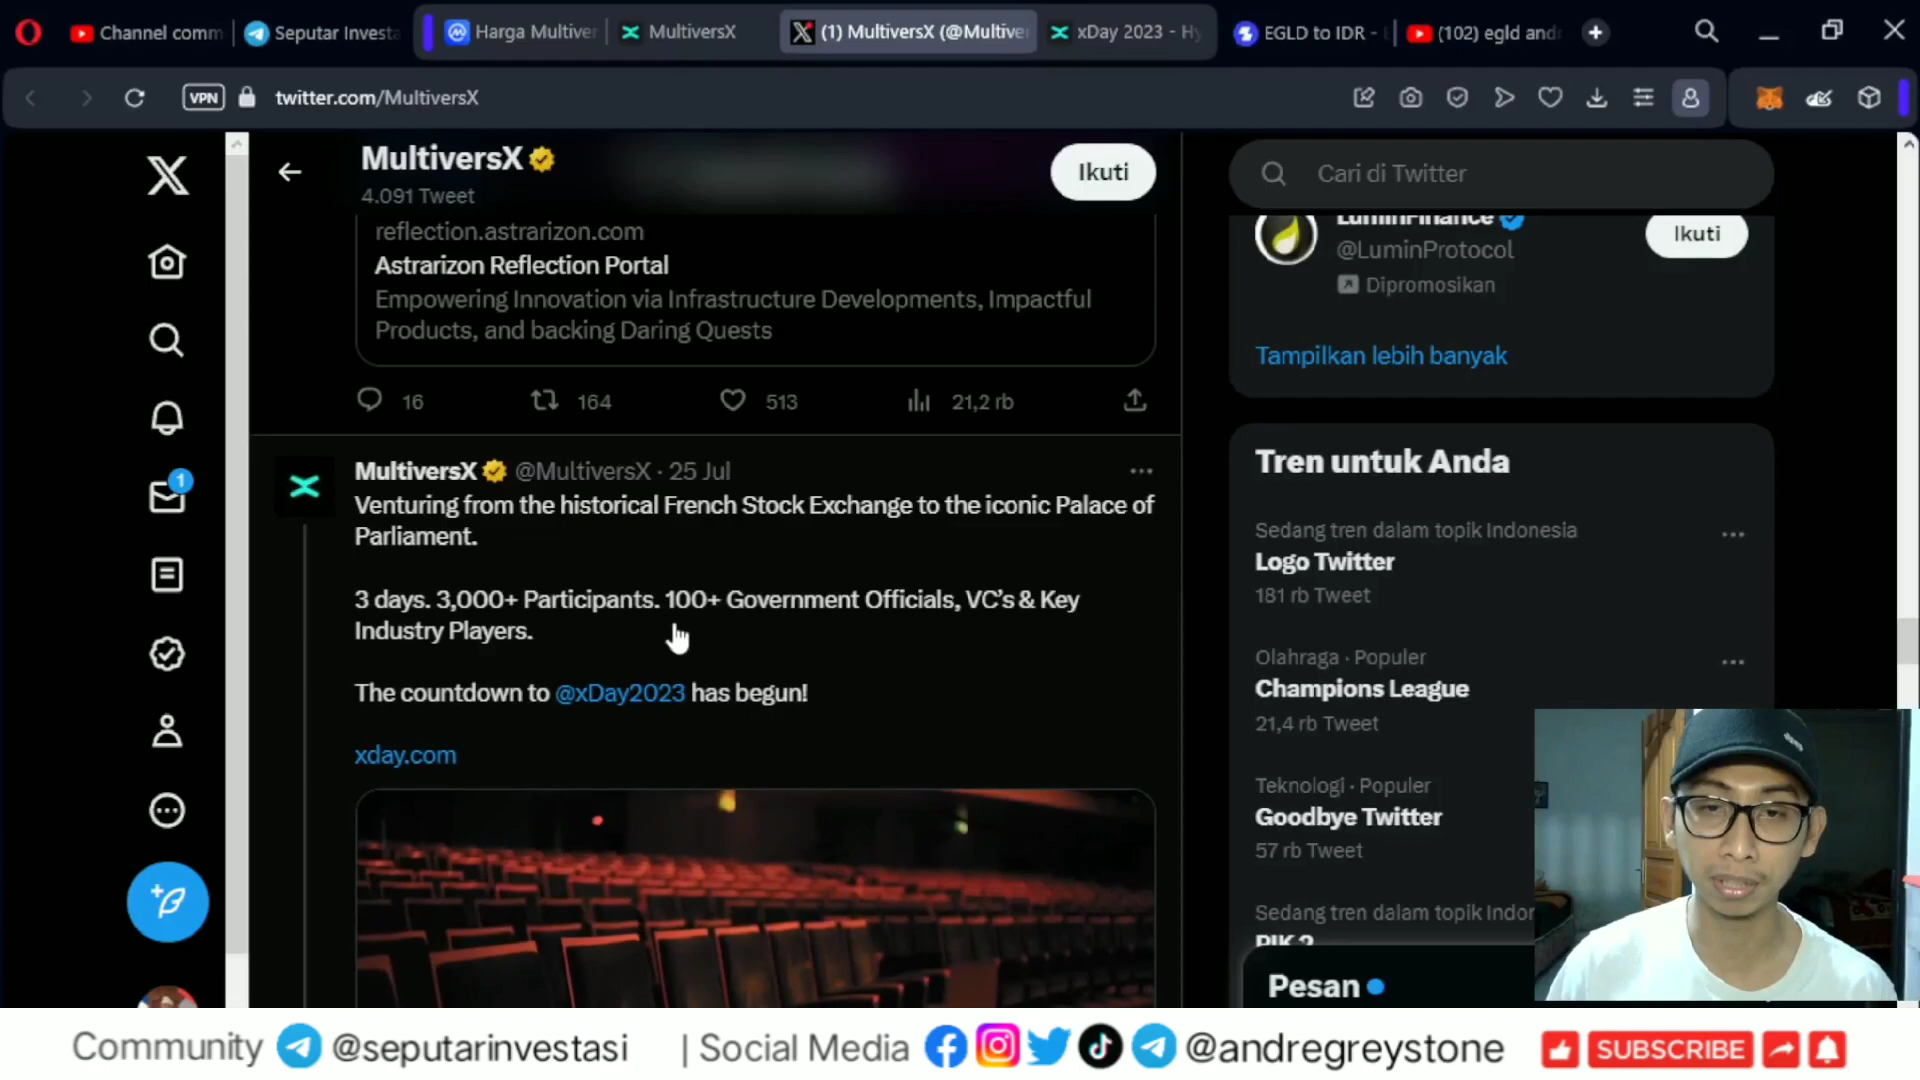 Channel comm
Seputar Invest
Harga Multiver
MultiversX
(1) MultiversX (@Multive
xDay 2023 - Hy
EGLD to IDR -
(102) egld and
VPN
twitter.com/MultiversX
MultiversX
4.091 Tweet
Ikuti
reflection.astrarizon.com
Astrarizon Reflection Portal
Empowering Innovation via Infrastructure Developments, Impactful
Products, and backing Daring Quests
16
164
513
21,2 rb
MultiversX @MultiversX · 25 Jul
Venturing from the historical French Stock Exchange to the iconic Palace of
Parliament.
3 days. 3,000+ Participants. 100+ Government Officials, VC's & Key
Industry Players.
The countdown to @xDay2023 has begun!
xday.com
1
Cari di Twitter
LuminFinance
@LuminProtocol
Dipromosikan
Ikuti
Tampilkan lebih banyak
Tren untuk Anda
Sedang tren dalam topik Indonesia
Logo Twitter
181 rb Tweet
Olahraga · Populer
Champions League
21,4 rb Tweet
Teknologi · Populer
Goodbye Twitter
57 rb Tweet
Sedang tren dalam topik Indor
PIK 2
Pesan
Community @seputarinvestasi | Social Media @andregreystone SUBSCRIBE